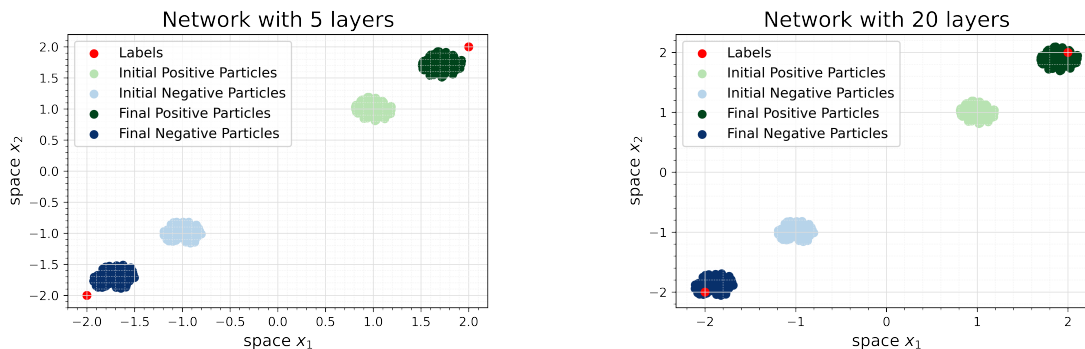 Network with 5 layers
2.0
1.5
1.0
0.5
0.0
−0.5
−1.0
−1.5
−2.0
space x₂
Labels
Initial Positive Particles
Initial Negative Particles
Final Positive Particles
Final Negative Particles
−2.0 −1.5 −1.0 −0.5 0.0 0.5 1.0 1.5 2.0
space x₁
Network with 20 layers
2
1
0
−1
−2
space x₂
Labels
Initial Positive Particles
Initial Negative Particles
Final Positive Particles
Final Negative Particles
−2 −1 0 1 2
space x₁